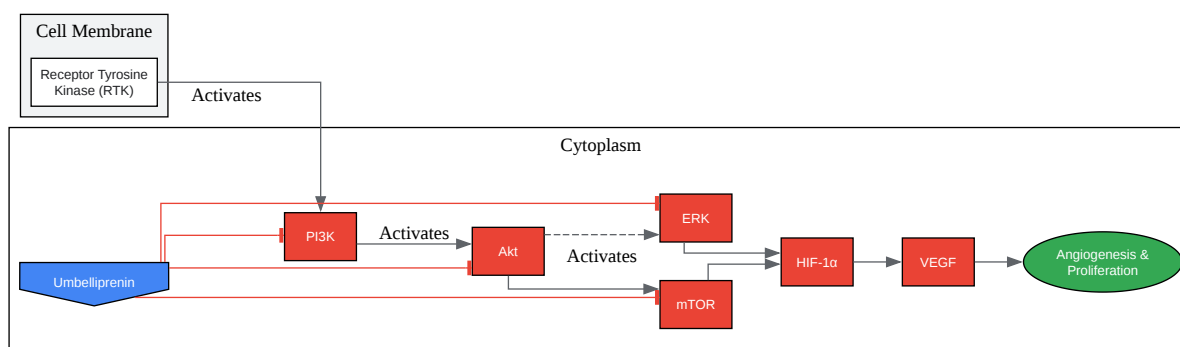 Cell Membrane
Receptor Tyrosine
Kinase (RTK)
Activates
Cytoplasm
ERK
PI3K
Activates
Akt
Activates
Umbelliprenin
HIF-1α
VEGF
Angiogenesis &
Proliferation
mTOR